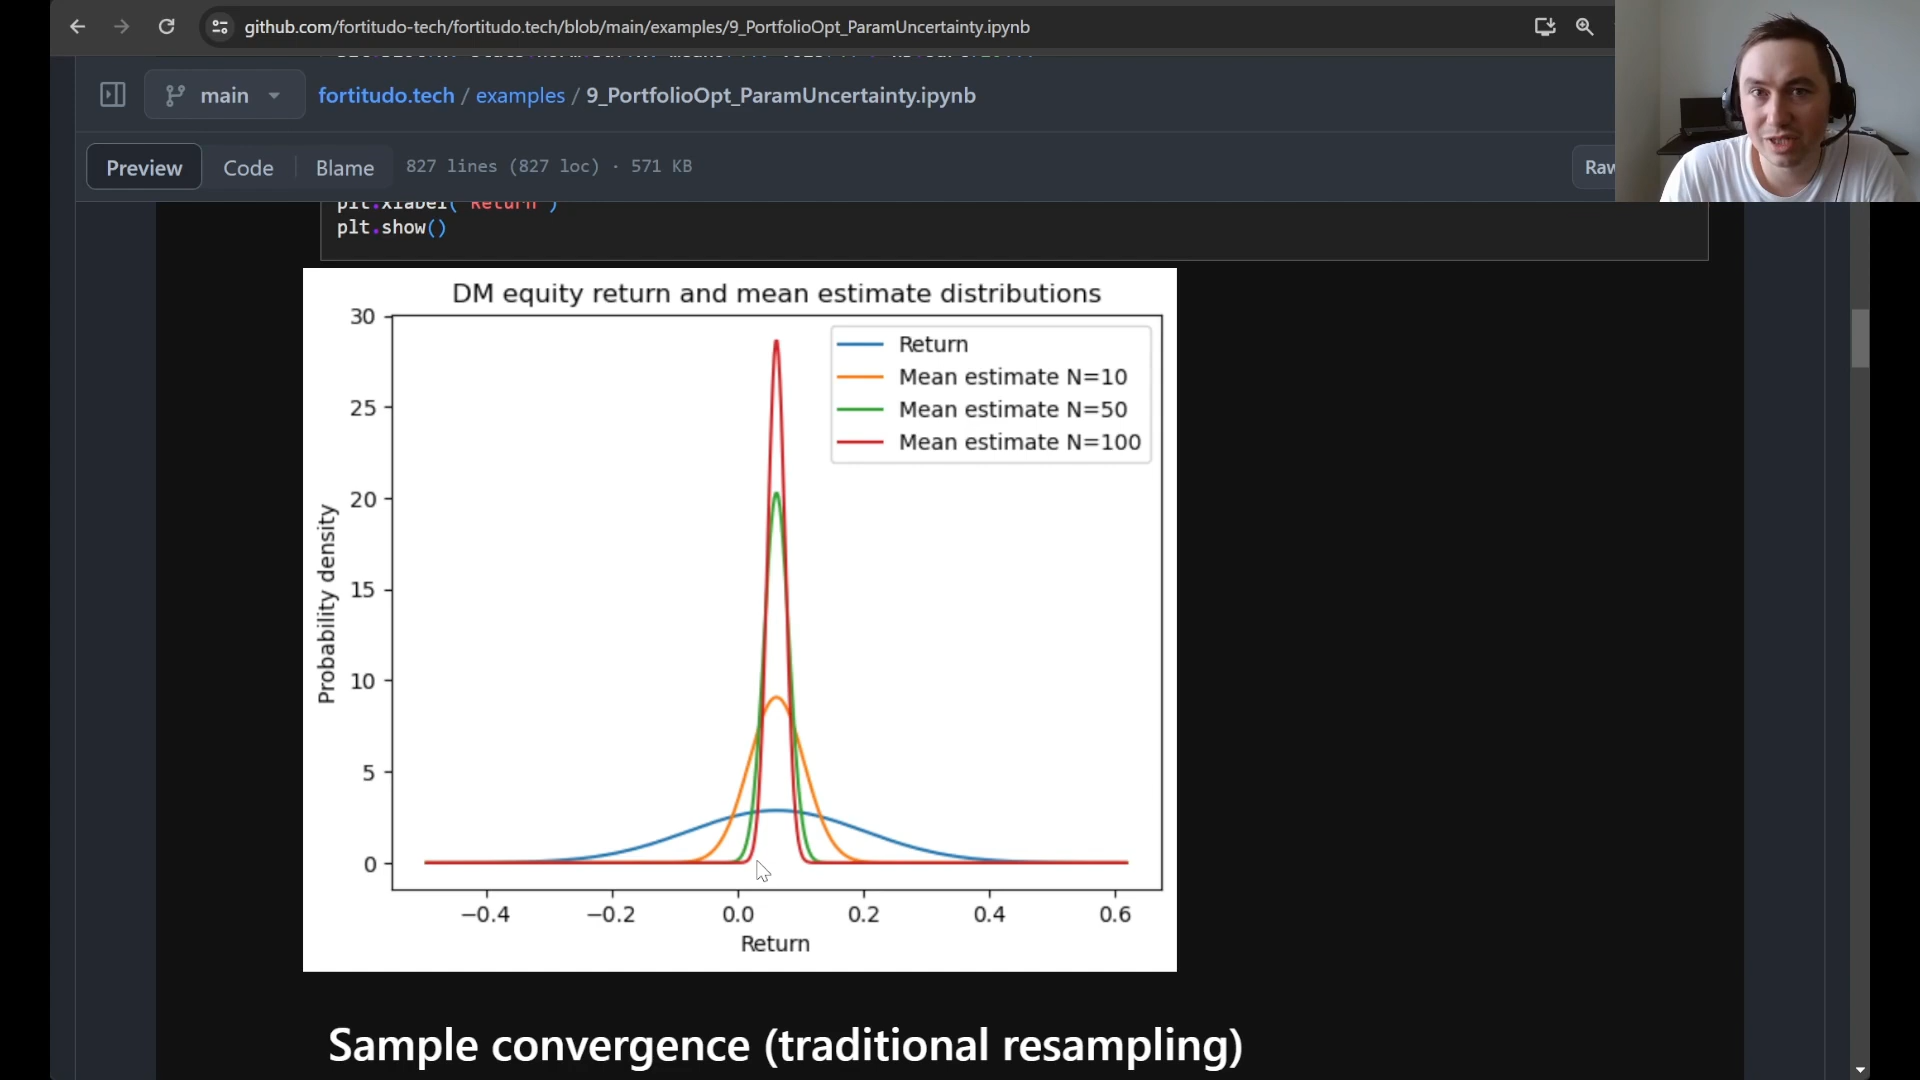 github.com/fortitudo-tech/fortitudo.tech/blob/main/examples/9_PortfolioOpt_ParamUncertainty.ipynb
main
fortitudo.tech / examples / 9_PortfolioOpt_ParamUncertainty.ipynb
Preview
Code
Blame
827 lines (827 loc) · 571 KB
Raw
plt.xlabel('Return')
plt.show()
DM equity return and mean estimate distributions
Return
Mean estimate N=10
Mean estimate N=50
Mean estimate N=100
Probability density
30
25
20
15
10
5
0
−0.4
−0.2
0.0
0.2
0.4
0.6
Return
Sample convergence (traditional resampling)